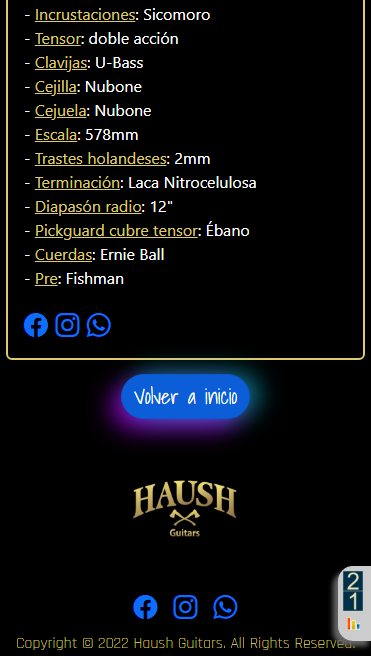 - Incrustaciones: Sicomoro
- Tensor: doble acción
- Clavijas: U-Bass
- Cejilla: Nubone
- Cejuela: Nubone
- Escala: 578mm
- Trastes holandeses: 2mm
- Terminación: Laca Nitrocelulosa
- Diapasón radio: 12"
- Pickguard cubre tensor: Ébano
- Cuerdas: Ernie Ball
- Pre: Fishman
Volver a inicio
HAUSH
Guitars
2
1
Copyright © 2022 Haush Guitars. All Rights Reserved.